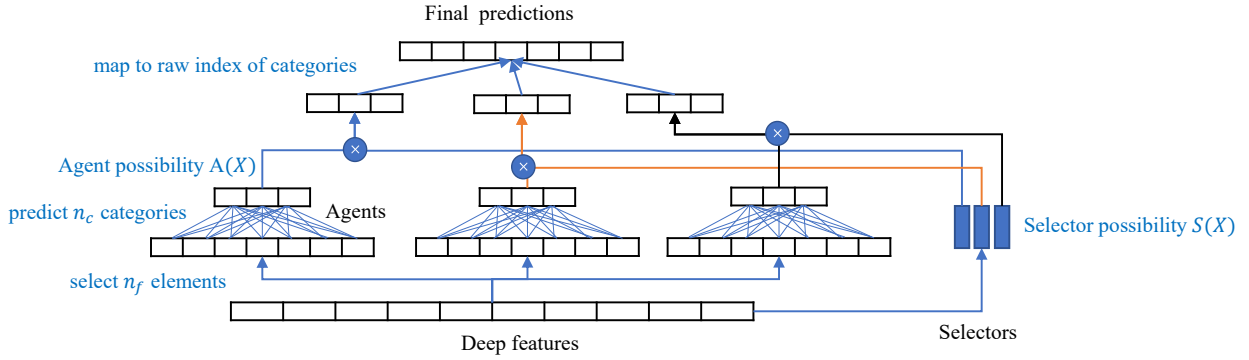 Final predictions
map to raw index of categories
×
×
×
Agent possibility A(X)
predict n_c categories
Agents
Selector possibility S(X)
select n_f elements
Deep features
Selectors